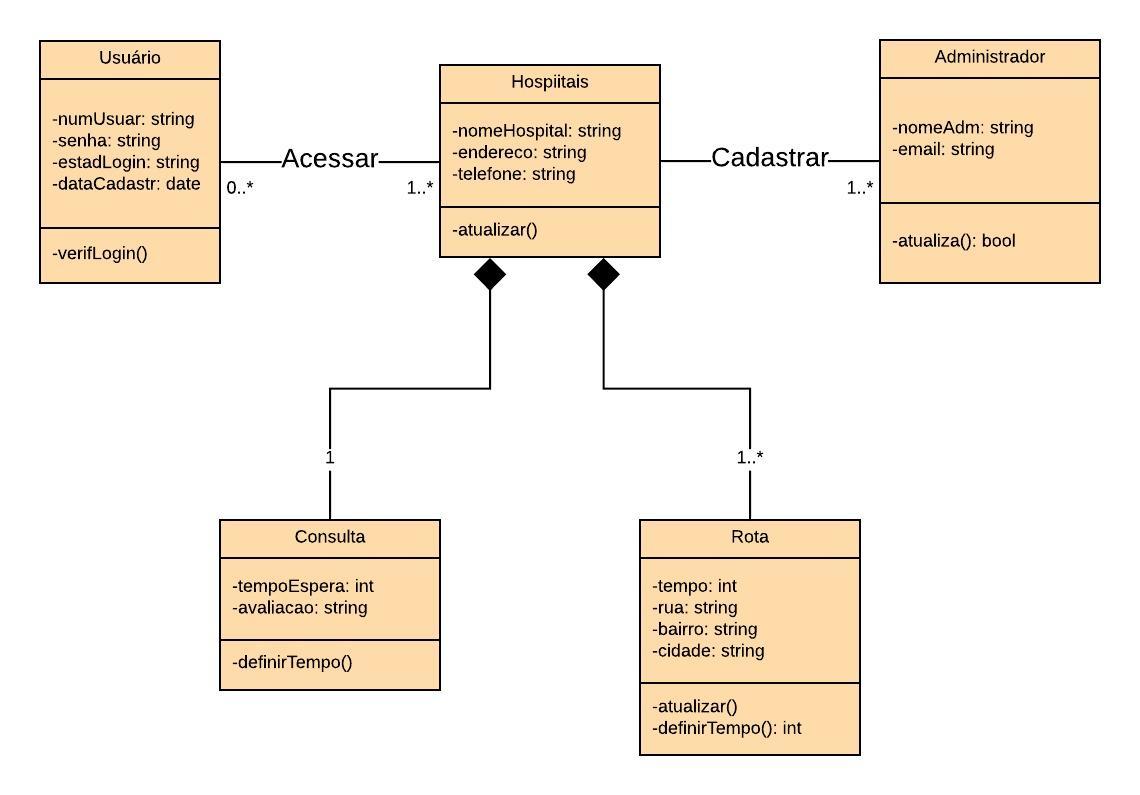 Usuário
-numUsuar: string
-senha: string
-estadLogin: string
-dataCadastr: date
-verifLogin()
Acessar
0..*
1..*
Hospiitais
-nomeHospital: string
-endereco: string
-telefone: string
-atualizar()
Cadastrar
1..*
Administrador
-nomeAdm: string
-email: string
-atualiza(): bool
1
1..*
Consulta
-tempoEspera: int
-avaliacao: string
-definirTempo()
Rota
-tempo: int
-rua: string
-bairro: string
-cidade: string
-atualizar()
-definirTempo(): int